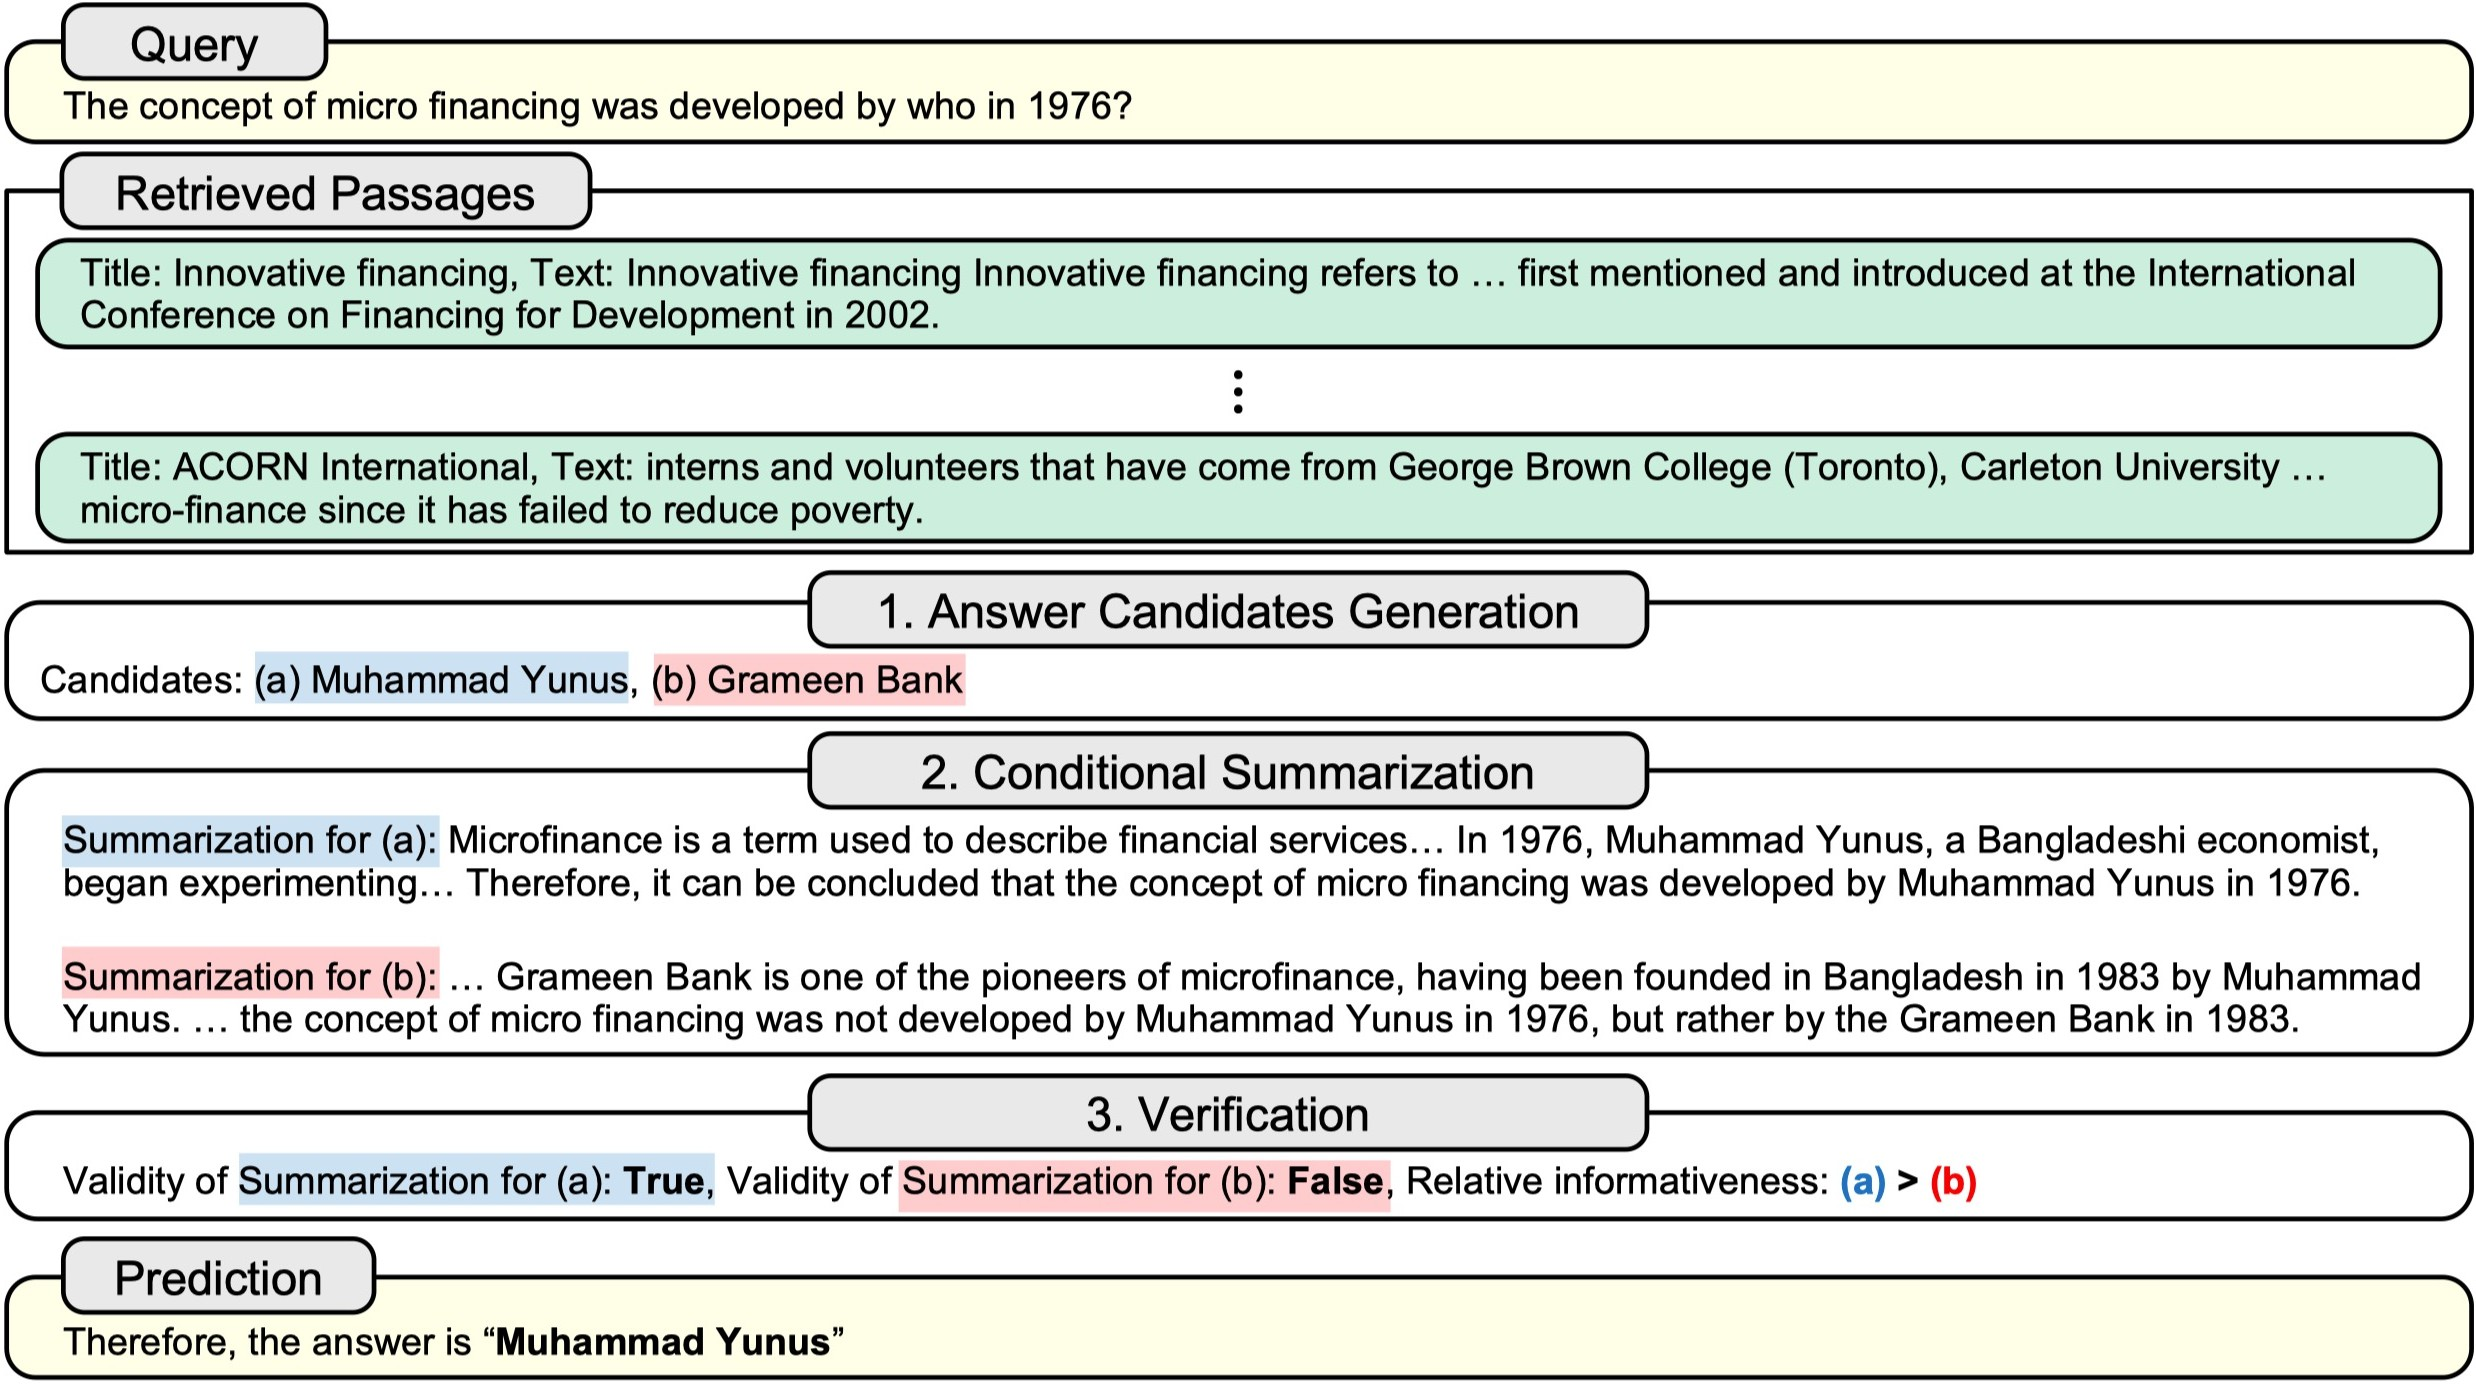 Query
The concept of micro financing was developed by who in 1976?
Retrieved Passages
Title: Innovative financing, Text: Innovative financing Innovative financing refers to … first mentioned and introduced at the International
Conference on Financing for Development in 2002.
⋮
Title: ACORN International, Text: interns and volunteers that have come from George Brown College (Toronto), Carleton University …
micro-finance since it has failed to reduce poverty.
1. Answer Candidates Generation
Candidates: (a) Muhammad Yunus, (b) Grameen Bank
2. Conditional Summarization
Summarization for (a): Microfinance is a term used to describe financial services… In 1976, Muhammad Yunus, a Bangladeshi economist,
began experimenting… Therefore, it can be concluded that the concept of micro financing was developed by Muhammad Yunus in 1976.
Summarization for (b): … Grameen Bank is one of the pioneers of microfinance, having been founded in Bangladesh in 1983 by Muhammad
Yunus. … the concept of micro financing was not developed by Muhammad Yunus in 1976, but rather by the Grameen Bank in 1983.
3. Verification
Validity of Summarization for (a): True, Validity of Summarization for (b): False, Relative informativeness: (a) > (b)
Prediction
Therefore, the answer is “Muhammad Yunus”